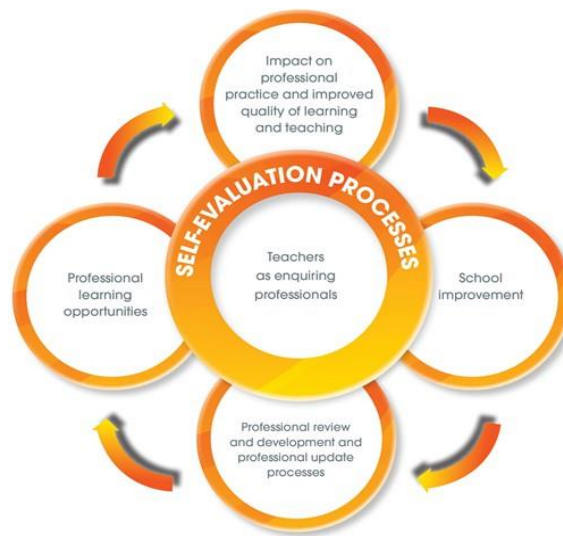 Impact on
professional
practice and improved
quality of learning
and teaching
SELF-EVALUATION PROCESSES
Teachers
as enquiring
professionals
Professional
learning
opportunities
School
improvement
Professional review
and development and
professional update
processes